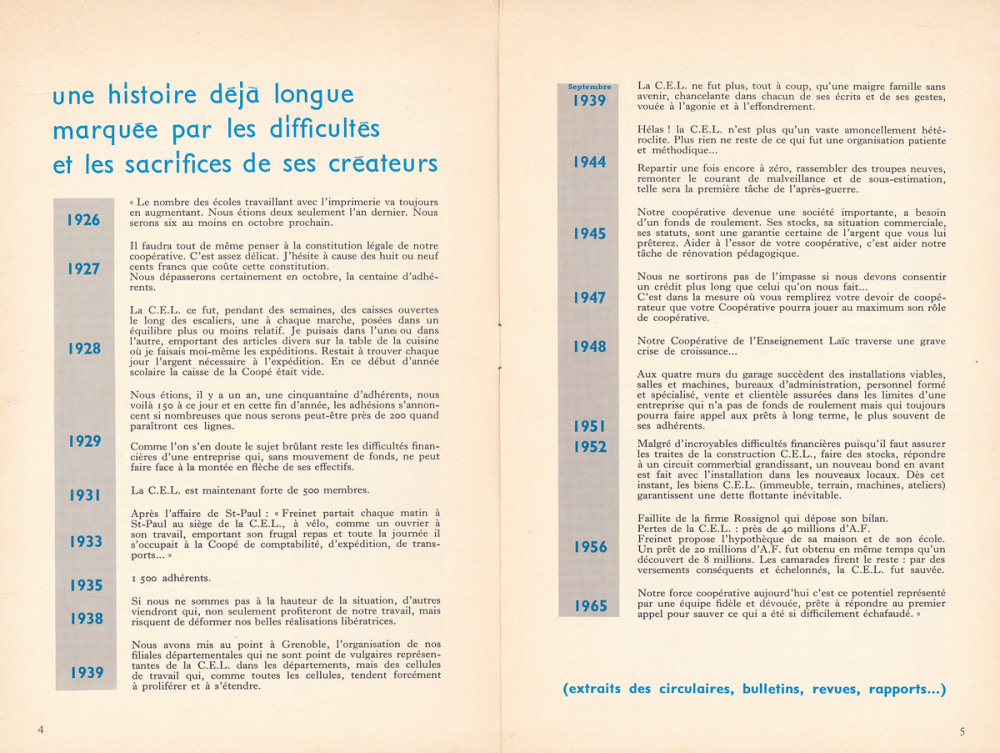 une histoire déjà longue
marquée par les difficultés
et les sacrifices de ses créateurs
1926
« Le nombre des écoles travaillant avec l'imprimerie va toujours
en augmentant. Nous étions deux seulement l'an dernier. Nous
serons six au moins en octobre prochain.
1927
Il faudra tout de même penser à la constitution légale de notre
coopérative. C'est assez délicat. J'hésite à cause des huit ou neuf
cents francs que coûte cette constitution.
Nous dépasserons certainement en octobre, la centaine d'adhé-
rents.
1928
La C.E.L. ce fut, pendant des semaines, des caisses ouvertes
le long des escaliers, une à chaque marche, posées dans un
équilibre plus ou moins relatif. Je puisais dans l'une ou dans
l'autre, emportant des articles divers sur la table de la cuisine
où je faisais moi-même les expéditions. Restait à trouver chaque
jour l'argent nécessaire à l'expédition. En ce début d'année
scolaire la caisse de la Coopé était vide.
Nous étions, il y a un an, une cinquantaine d'adhérents, nous
voilà 150 à ce jour et en cette fin d'année, les adhésions s'annon-
cent si nombreuses que nous serons peut-être près de 200 quand
paraîtront ces lignes.
1929
Comme l'on s'en doute le sujet brûlant reste les difficultés finan-
cières d'une entreprise qui, sans mouvement de fonds, ne peut
faire face à la montée en flèche de ses effectifs.
1931
La C.E.L. est maintenant forte de 500 membres.
1933
Après l'affaire de St-Paul : « Freinet partait chaque matin à
St-Paul au siège de la C.E.L., à vélo, comme un ouvrier à
son travail, emportant son frugal repas et toute la journée il
s'occupait à la Coopé de comptabilité, d'expédition, de trans-
ports... »
1935
1 500 adhérents.
1938
Si nous ne sommes pas à la hauteur de la situation, d'autres
viendront qui, non seulement profiteront de notre travail, mais
risquent de déformer nos belles réalisations libératrices.
1939
Nous avons mis au point à Grenoble, l'organisation de nos
filiales départementales qui ne sont point de vulgaires représen-
tantes de la C.E.L. dans les départements, mais des cellules
de travail qui, comme toutes les cellules, tendent forcément
à proliférer et à s'étendre.
4
Septembre
1939
La C.E.L. ne fut plus, tout à coup, qu'une maigre famille sans
avenir, chancelante dans chacun de ses écrits et de ses gestes,
vouée à l'agonie et à l'effondrement.
Hélas ! la C.E.L. n'est plus qu'un vaste amoncellement hété-
roclite. Plus rien ne reste de ce qui fut une organisation patiente
et méthodique...
1944
Repartir une fois encore à zéro, rassembler des troupes neuves,
remonter le courant de malveillance et de sous-estimation,
telle sera la première tâche de l'après-guerre.
1945
Notre coopérative devenue une société importante, a besoin
d'un fonds de roulement. Ses stocks, sa situation commerciale,
ses statuts, sont une garantie certaine de l'argent que vous lui
prêterez. Aider à l'essor de votre coopérative, c'est aider notre
tâche de rénovation pédagogique.
1947
Nous ne sortirons pas de l'impasse si nous devons consentir
un crédit plus long que celui qu'on nous fait...
C'est dans la mesure où vous remplirez votre devoir de coopé-
rateur que votre Coopérative pourra jouer au maximum son rôle
de coopérative.
1948
Notre Coopérative de l'Enseignement Laïc traverse une grave
crise de croissance...
Aux quatre murs du garage succèdent des installations viables,
salles et machines, bureaux d'administration, personnel formé
et spécialisé, vente et clientèle assurées dans les limites d'une
entreprise qui n'a pas de fonds de roulement mais qui toujours
pourra faire appel aux prêts à long terme, le plus souvent de
ses adhérents.
1951
1952
Malgré d'incroyables difficultés financières puisqu'il faut assurer
les traites de la construction C.E.L., faire des stocks, répondre
à un circuit commercial grandissant, un nouveau bond en avant
est fait avec l'installation dans les nouveaux locaux. Dès cet
instant, les biens C.E.L. (immeuble, terrain, machines, ateliers)
garantissent une dette flottante inévitable.
1956
Faillite de la firme Rossignol qui dépose son bilan.
Pertes de la C.E.L. : près de 40 millions d'A.F.
Freinet propose l'hypothèque de sa maison et de son école.
Un prêt de 20 millions d'A.F. fut obtenu en même temps qu'un
découvert de 8 millions. Les camarades firent le reste : par des
versements conséquents et échelonnés, la C.E.L. fut sauvée.
1965
Notre force coopérative aujourd'hui c'est ce potentiel représenté
par une équipe fidèle et dévouée, prête à répondre au premier
appel pour sauver ce qui a été si difficilement échafaudé. »
(extraits des circulaires, bulletins, revues, rapports...)
5